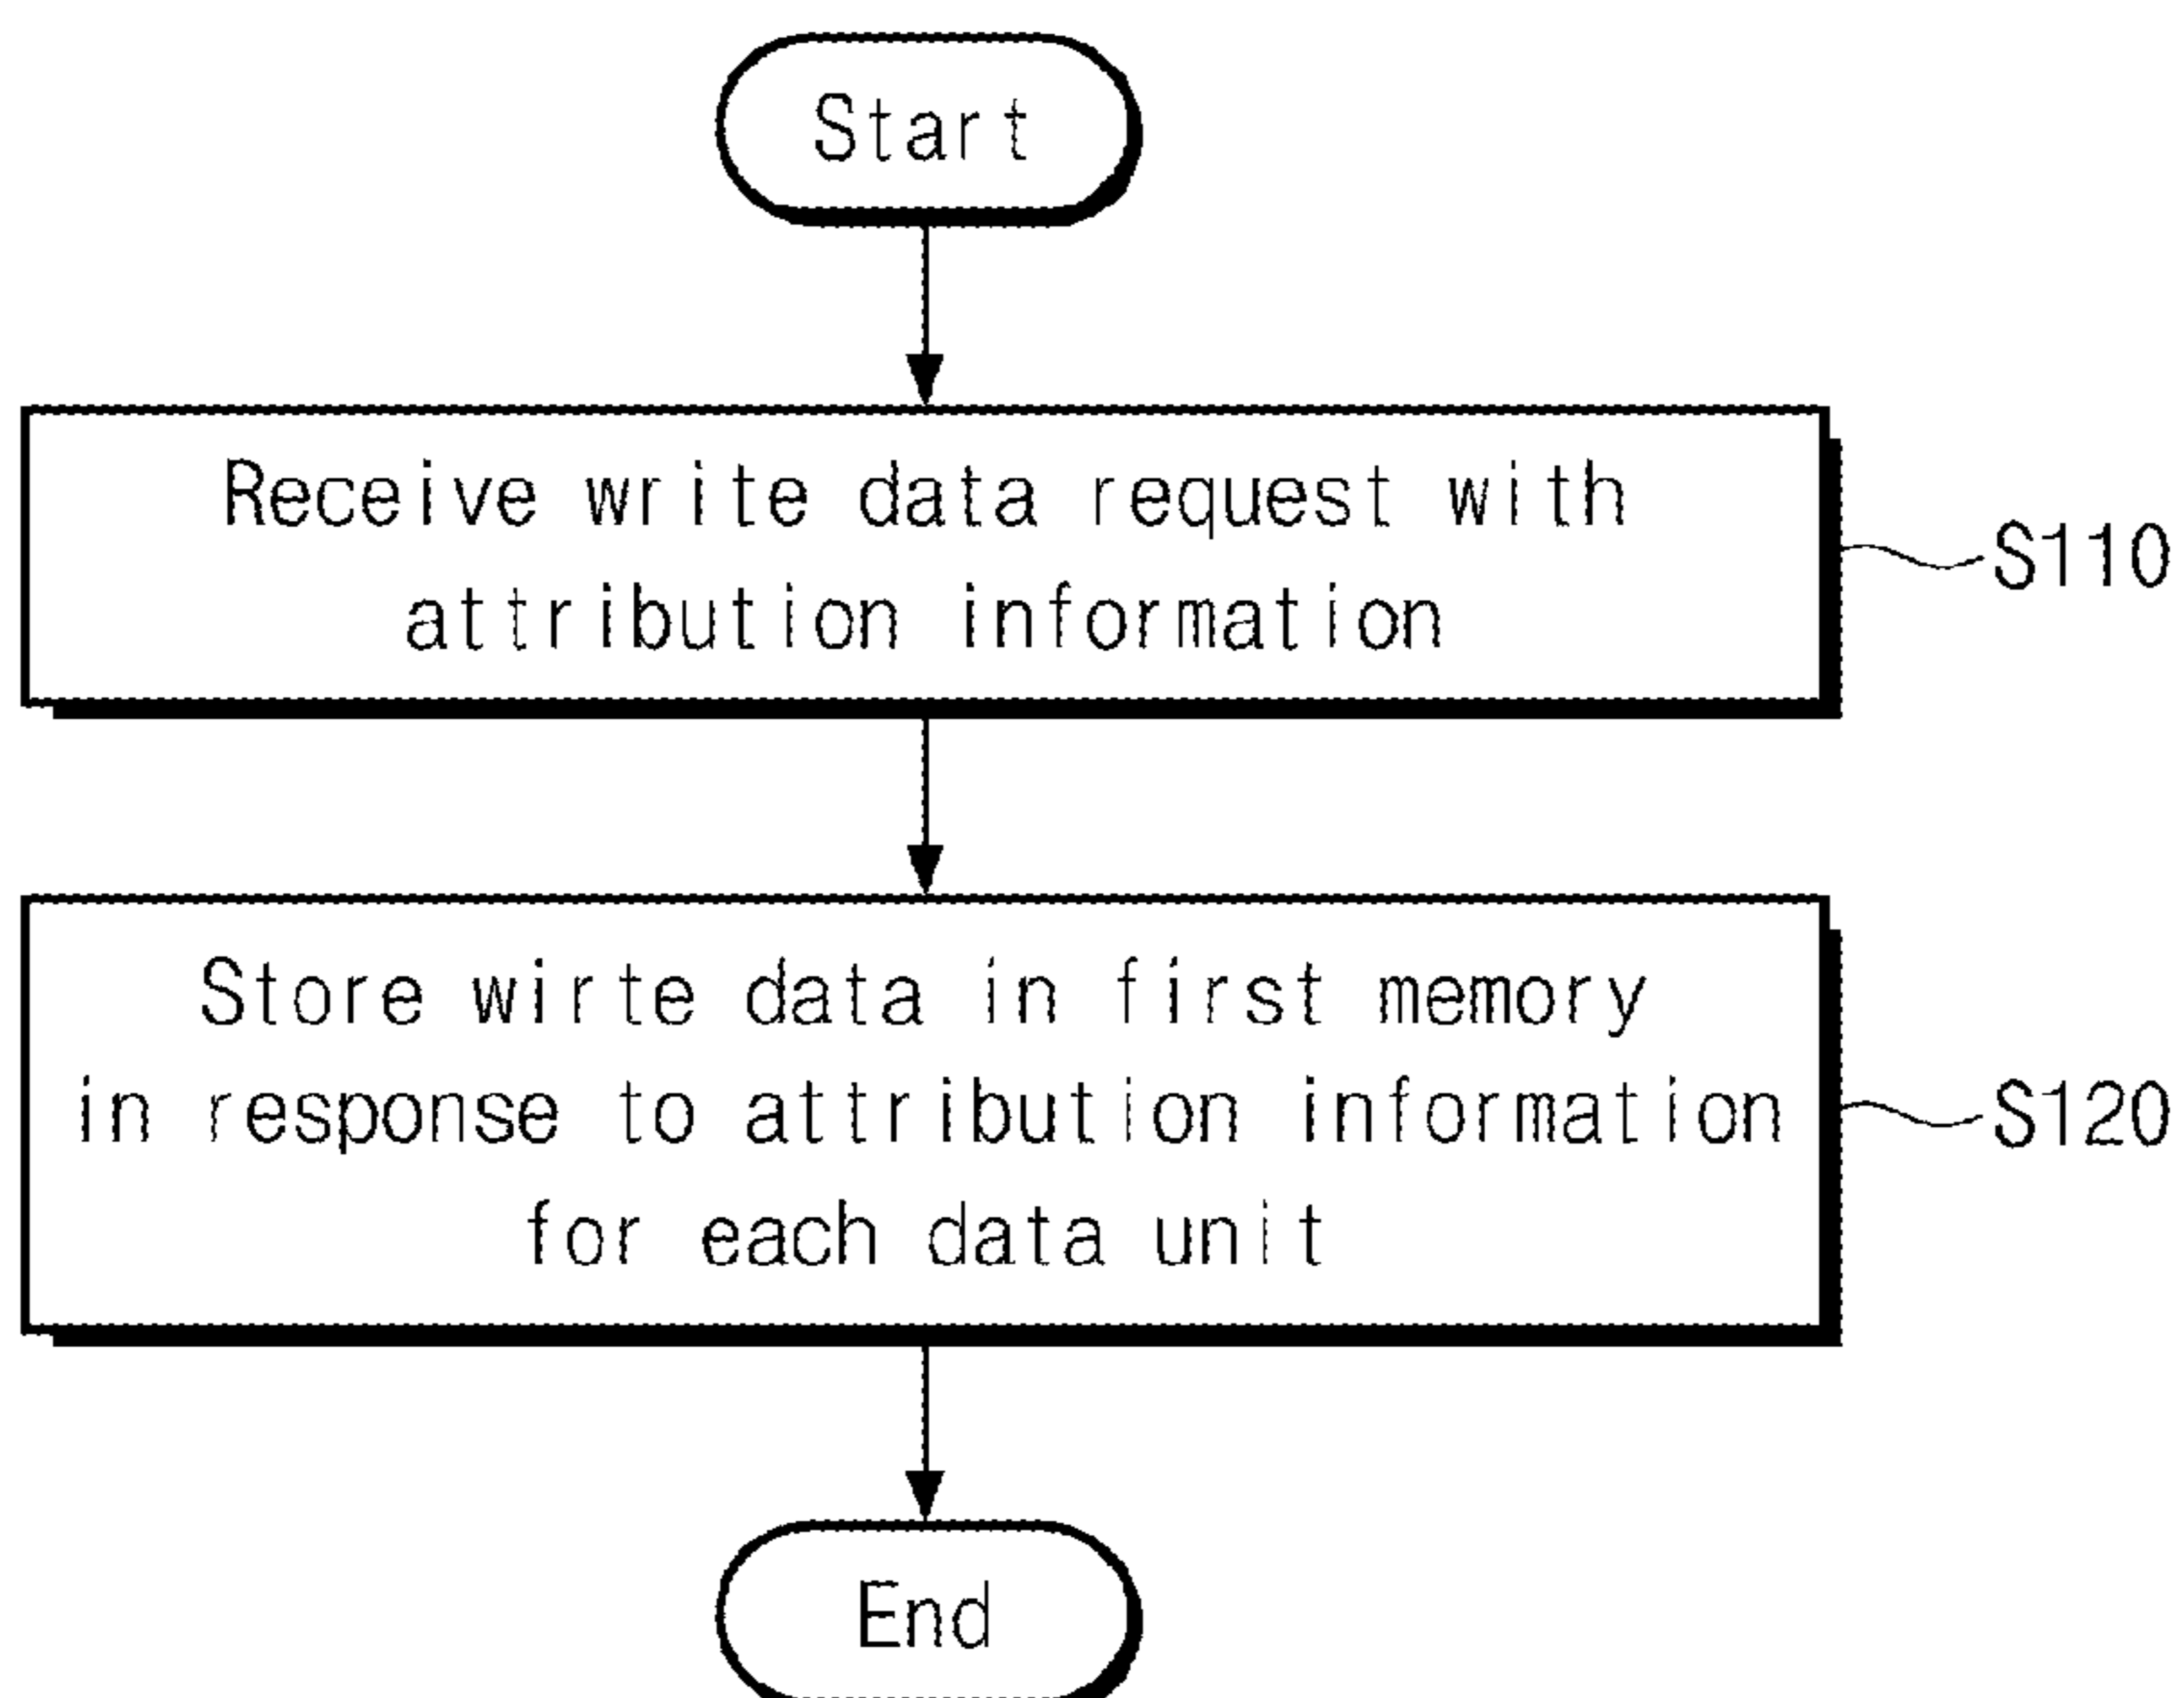 Start
Receive write data request with
attribution information
S110
Store wirte data in first memory
in response to attribution information
for each data unit
S120
End